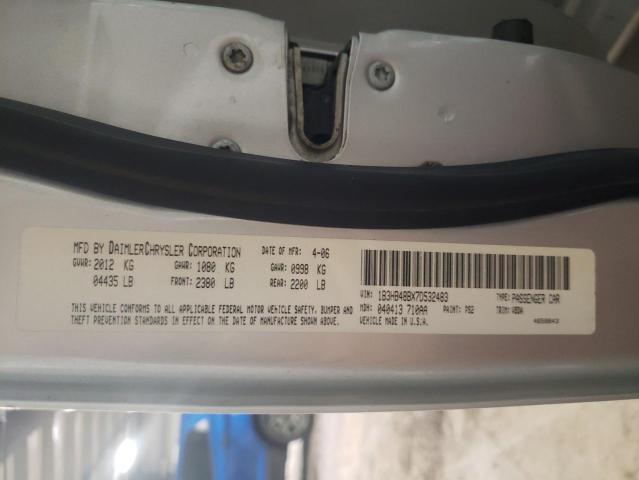 MFD BY DAIMLERCHRYSLER CORPORATION DATE OF MFR: 4-06
GVWR: 2012 KG GAWR: 1080 KG GAWR: 0998 KG
04435 LB FRONT: 2380 LB REAR: 2200 LB
THIS VEHICLE CONFORMS TO ALL APPLICABLE FEDERAL MOTOR VEHICLE SAFETY, BUMPER AND
THEFT PREVENTION STANDARDS IN EFFECT ON THE DATE OF MANUFACTURE SHOWN ABOVE.
VIN: 1B3HB48BX7D532483 TYPE: PASSENGER CAR
MDH: 040413 710AA PAINT: PS2 TRIM: VBDA
VEHICLE MADE IN U.S.A.